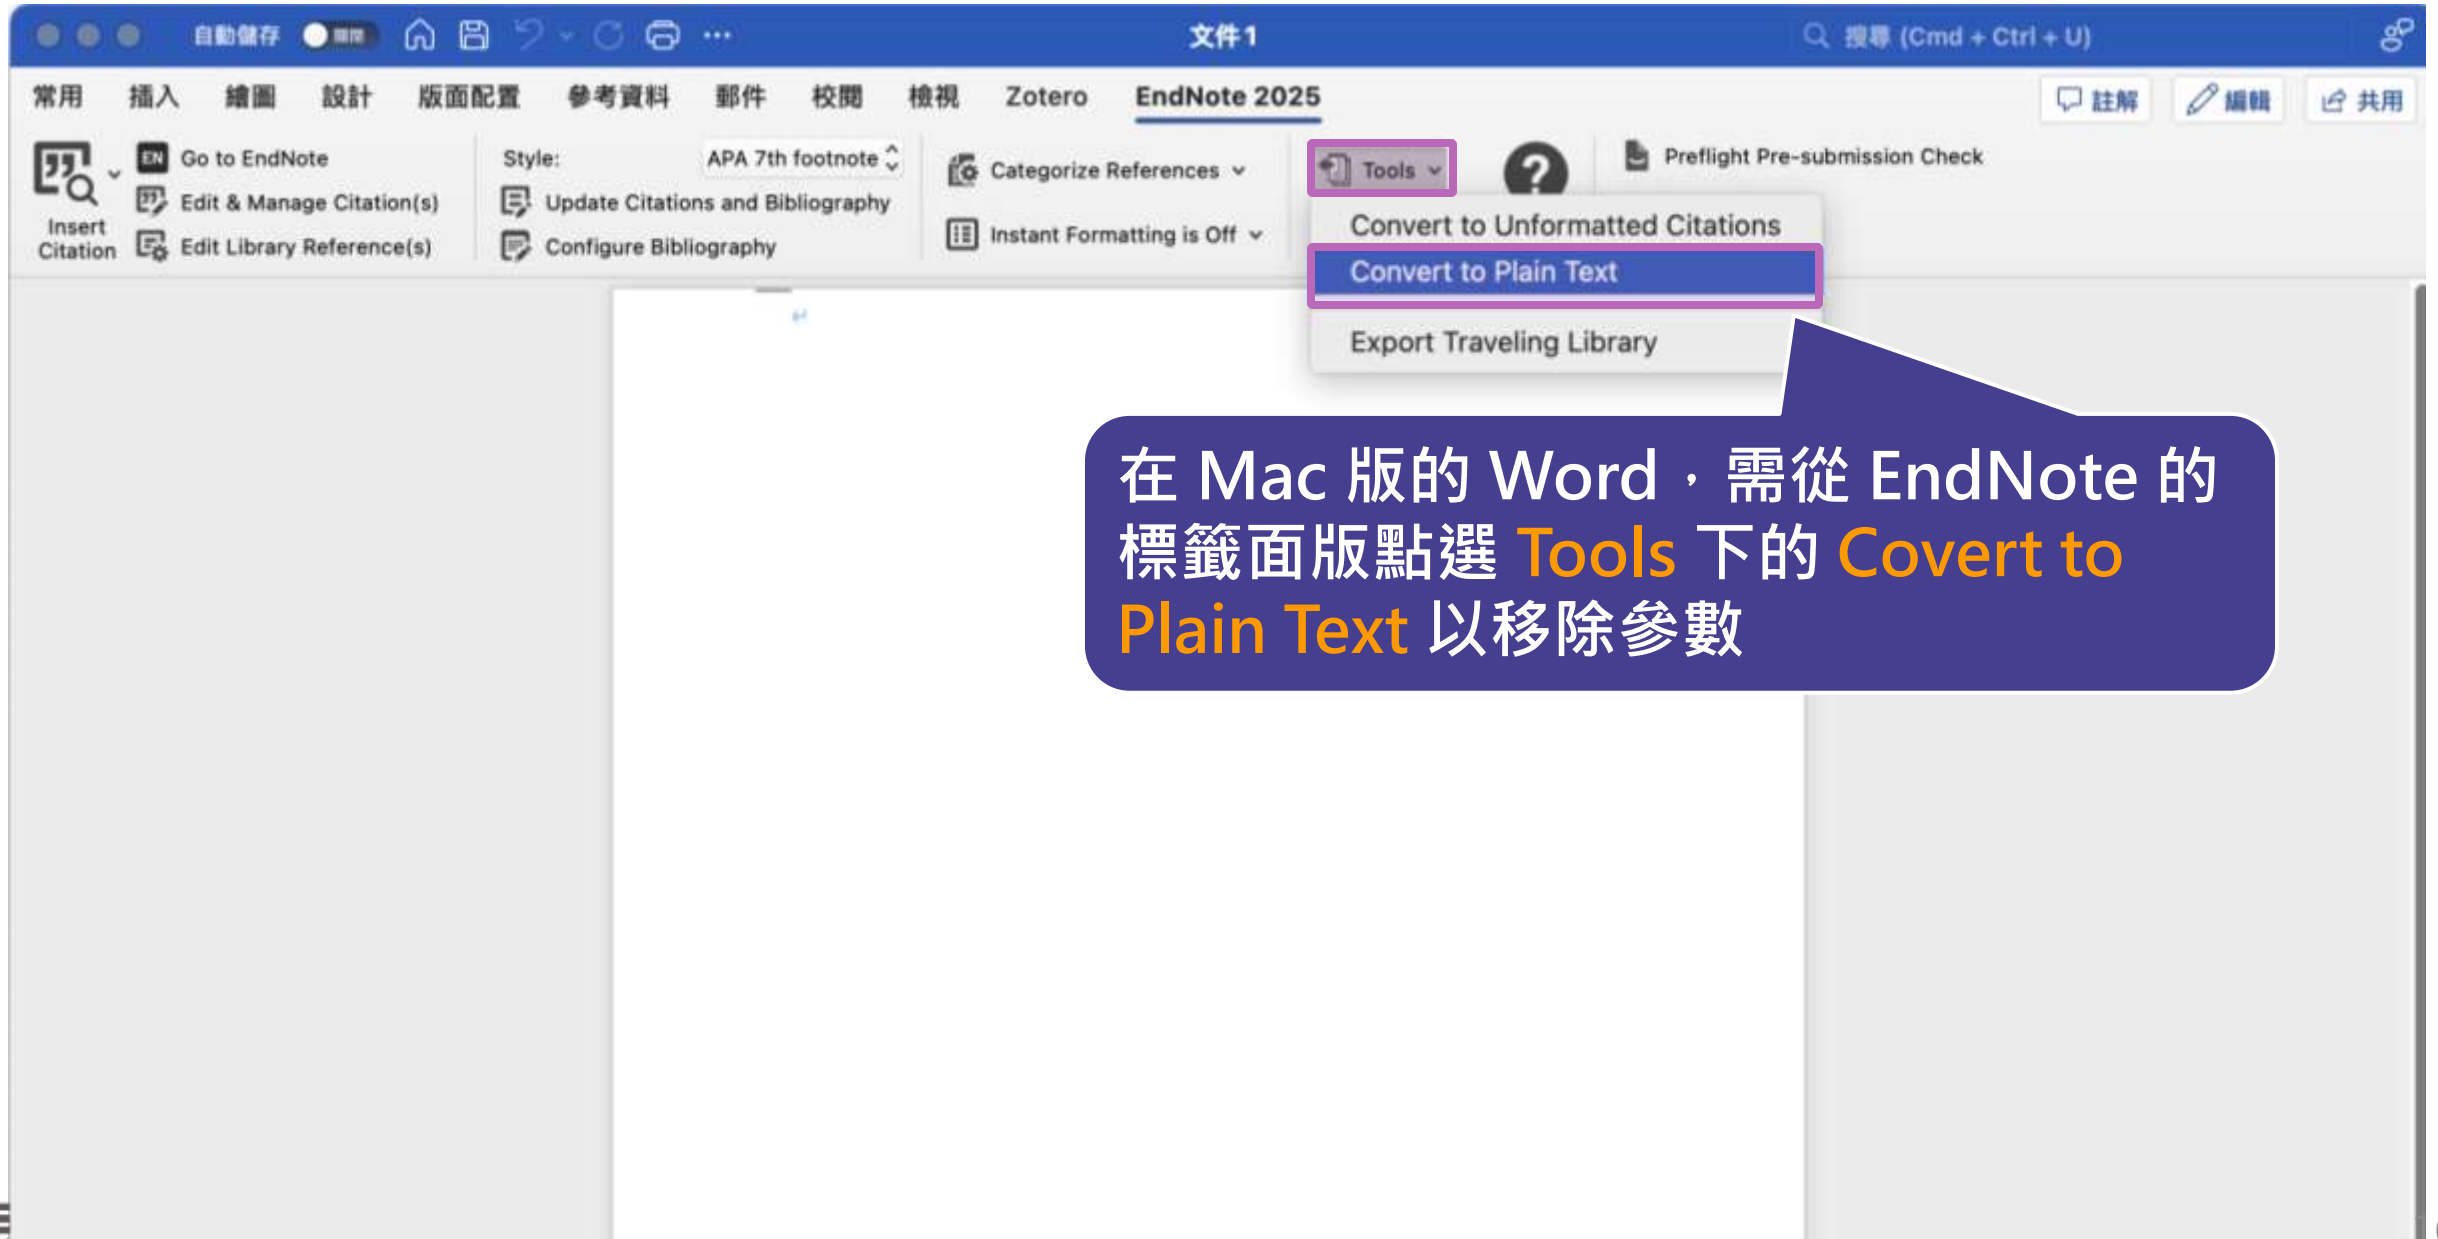 自動儲存 關閉 ··· 文件1 搜尋 (Cmd + Ctrl + U)
常用 插入 繪圖 設計 版面配置 參考資料 郵件 校閱 檢視 Zotero EndNote 2025 註解 編輯 共用
Insert Citation
Go to EndNote
Edit & Manage Citation(s)
Edit Library Reference(s)
Style: APA 7th footnote
Update Citations and Bibliography
Configure Bibliography
Categorize References
Instant Formatting is Off
Tools
Preflight Pre-submission Check
Convert to Unformatted Citations
Convert to Plain Text
Export Traveling Library
在 Mac 版的 Word，需從 EndNote 的
標籤面版點選 Tools 下的 Covert to
Plain Text 以移除參數